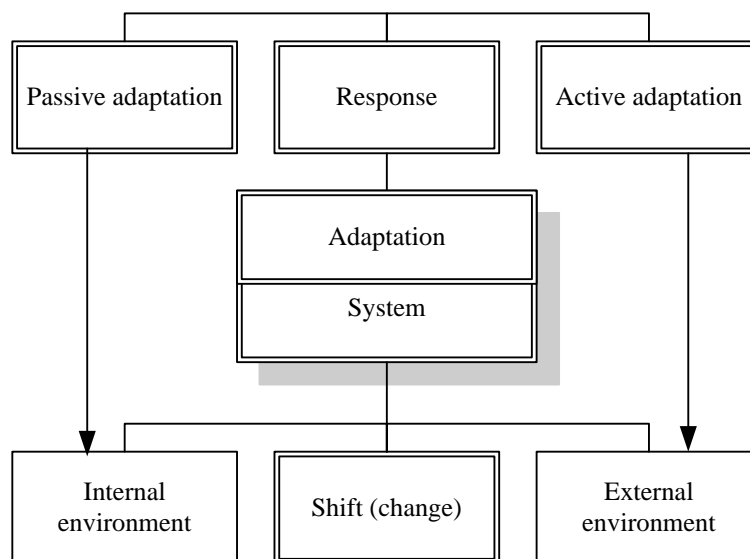 Passive adaptation
Response
Active adaptation
Adaptation
System
Internal
environment
Shift (change)
External
environment